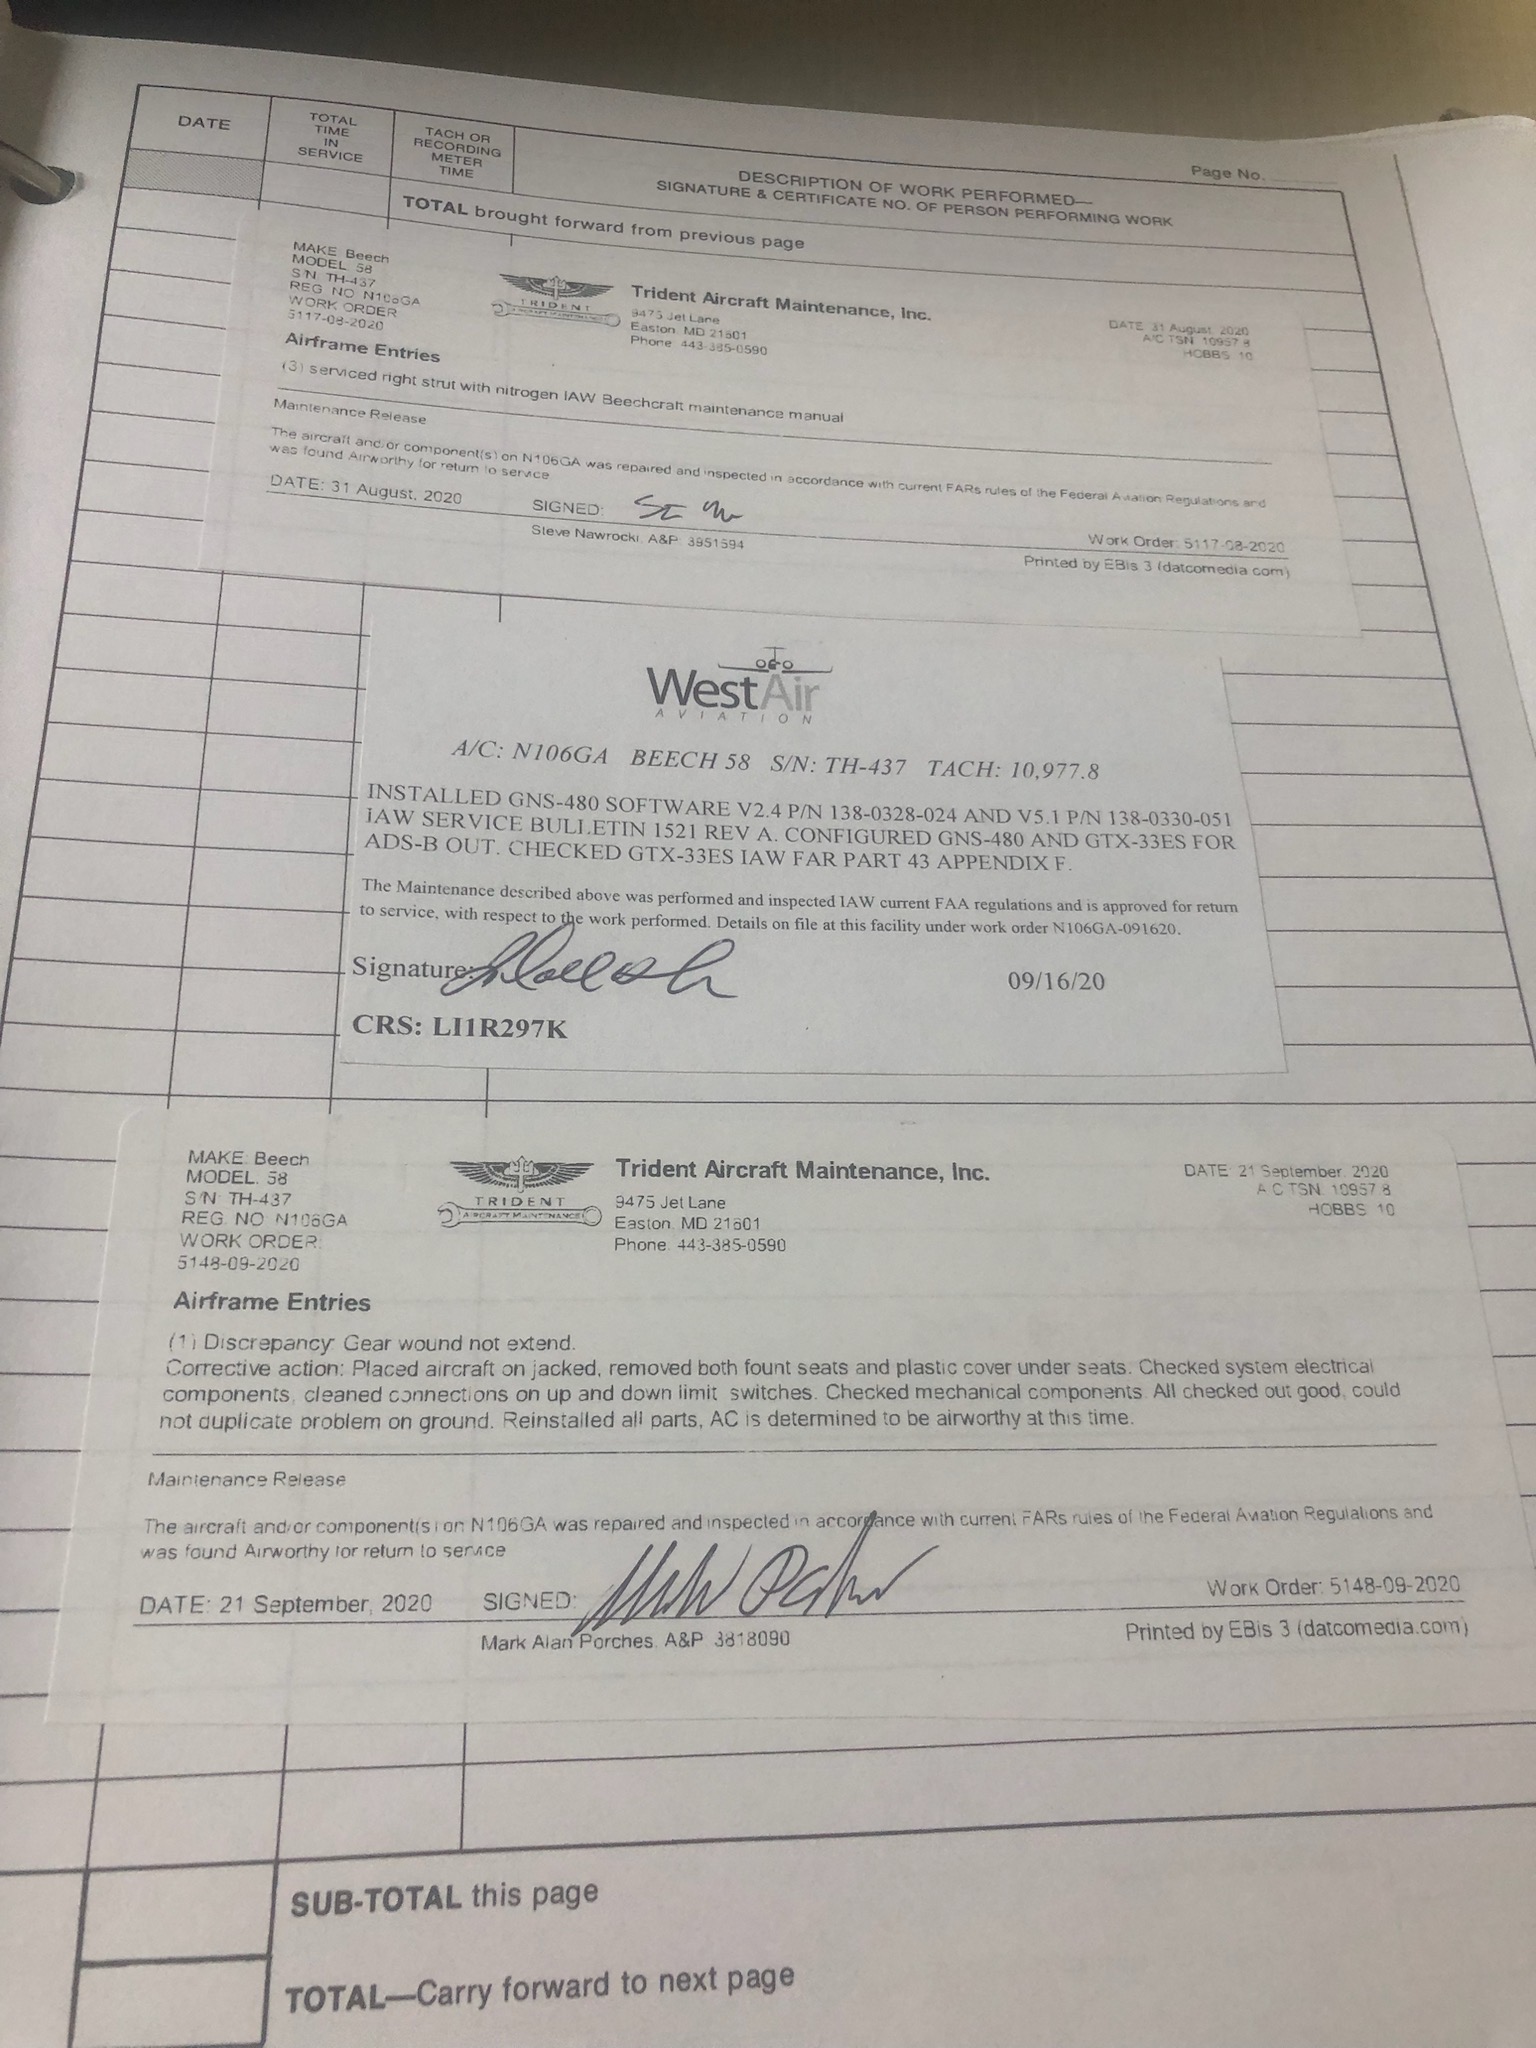 Page No.
DATE
TOTAL
TIME
IN
SERVICE
TACH OR
RECORDING
METER
TIME
DESCRIPTION OF WORK PERFORMED—
SIGNATURE & CERTIFICATE NO. OF PERSON PERFORMING WORK
TOTAL brought forward from previous page
MAKE: Beech
MODEL: 58
S/N: TH-437
REG. NO: N106GA
WORK ORDER
5117-08-2020
TRIDENT
AIRCRAFT MAINTENANCE
Trident Aircraft Maintenance, Inc.
9475 Jet Lane
Easton, MD 21601
Phone: 443-385-0590
DATE: 31 August, 2020
A/C TSN: 10957.8
HOBBS: 10
Airframe Entries
(3) serviced right strut with nitrogen IAW Beechcraft maintenance manual
Maintenance Release
The aircraft and/or component(s) on N106GA was repaired and inspected in accordance with current FARs rules of the Federal Aviation Regulations and
was found Airworthy for return to service
DATE: 31 August, 2020
SIGNED:
Steve Nawrocki, A&P 3951594
Work Order: 5117-08-2020
Printed by EBis 3 (datcomedia.com)
WestAir
AVIATION
A/C: N106GA BEECH 58 S/N: TH-437 TACH: 10,977.8
INSTALLED GNS-480 SOFTWARE V2.4 P/N 138-0328-024 AND V5.1 P/N 138-0330-051
IAW SERVICE BULLETIN 1521 REV A. CONFIGURED GNS-480 AND GTX-33ES FOR
ADS-B OUT. CHECKED GTX-33ES IAW FAR PART 43 APPENDIX F.
The Maintenance described above was performed and inspected IAW current FAA regulations and is approved for return
to service, with respect to the work performed. Details on file at this facility under work order N106GA-091620.
Signature:
09/16/20
CRS: LI1R297K
MAKE: Beech
MODEL: 58
S/N: TH-437
REG. NO: N106GA
WORK ORDER:
5148-09-2020
TRIDENT
AIRCRAFT MAINTENANCE
Trident Aircraft Maintenance, Inc.
9475 Jet Lane
Easton, MD 21601
Phone: 443-385-0590
DATE: 21 September, 2020
A/C TSN: 10957.8
HOBBS: 10
Airframe Entries
(1) Discrepancy: Gear wound not extend.
Corrective action: Placed aircraft on jacked, removed both fount seats and plastic cover under seats. Checked system electrical
components, cleaned connections on up and down limit switches. Checked mechanical components. All checked out good, could
not duplicate problem on ground. Reinstalled all parts, AC is determined to be airworthy at this time.
Maintenance Release
The aircraft and/or component(s) on N106GA was repaired and inspected in accordance with current FARs rules of the Federal Aviation Regulations and
was found Airworthy for return to service
DATE: 21 September, 2020
SIGNED:
Mark Alan Porches, A&P 3818090
Work Order: 5148-09-2020
Printed by EBis 3 (datcomedia.com)
SUB-TOTAL this page
TOTAL—Carry forward to next page